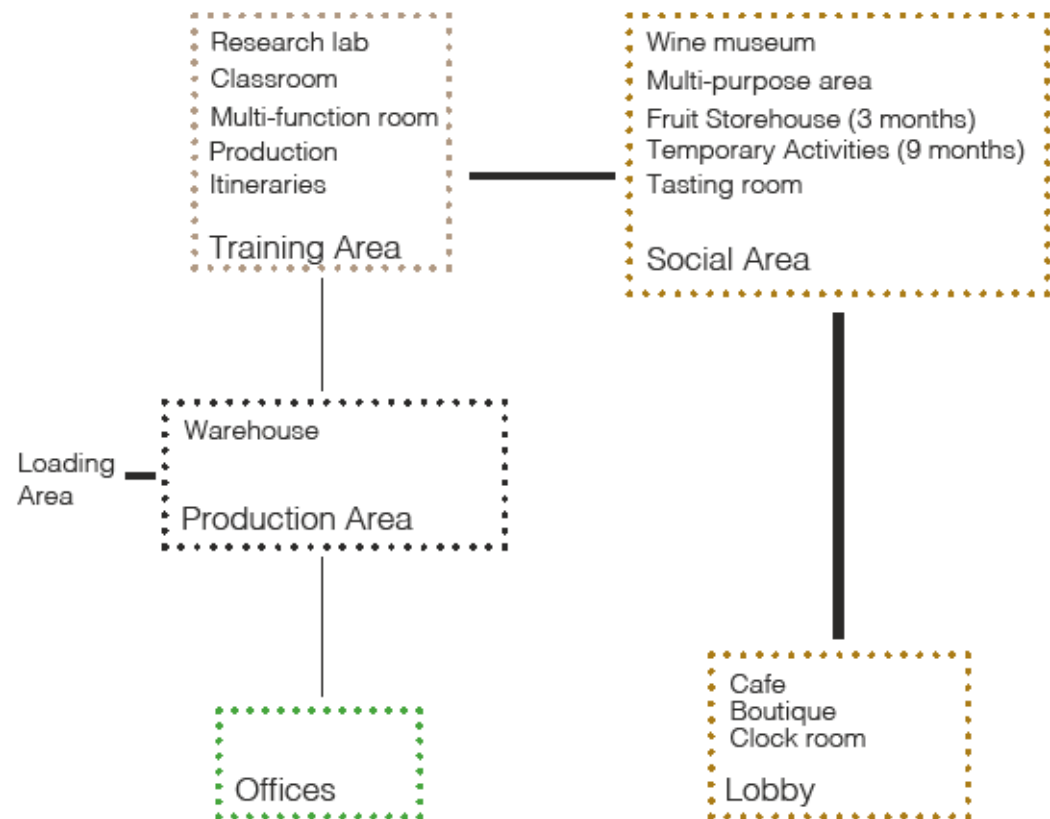 Research lab
Classroom
Multi-function room
Production
Itineraries
Training Area
Wine museum
Multi-purpose area
Fruit Storehouse (3 months)
Temporary Activities (9 months)
Tasting room
Social Area
Loading
Area
Warehouse
Production Area
Offices
Cafe
Boutique
Clock room
Lobby